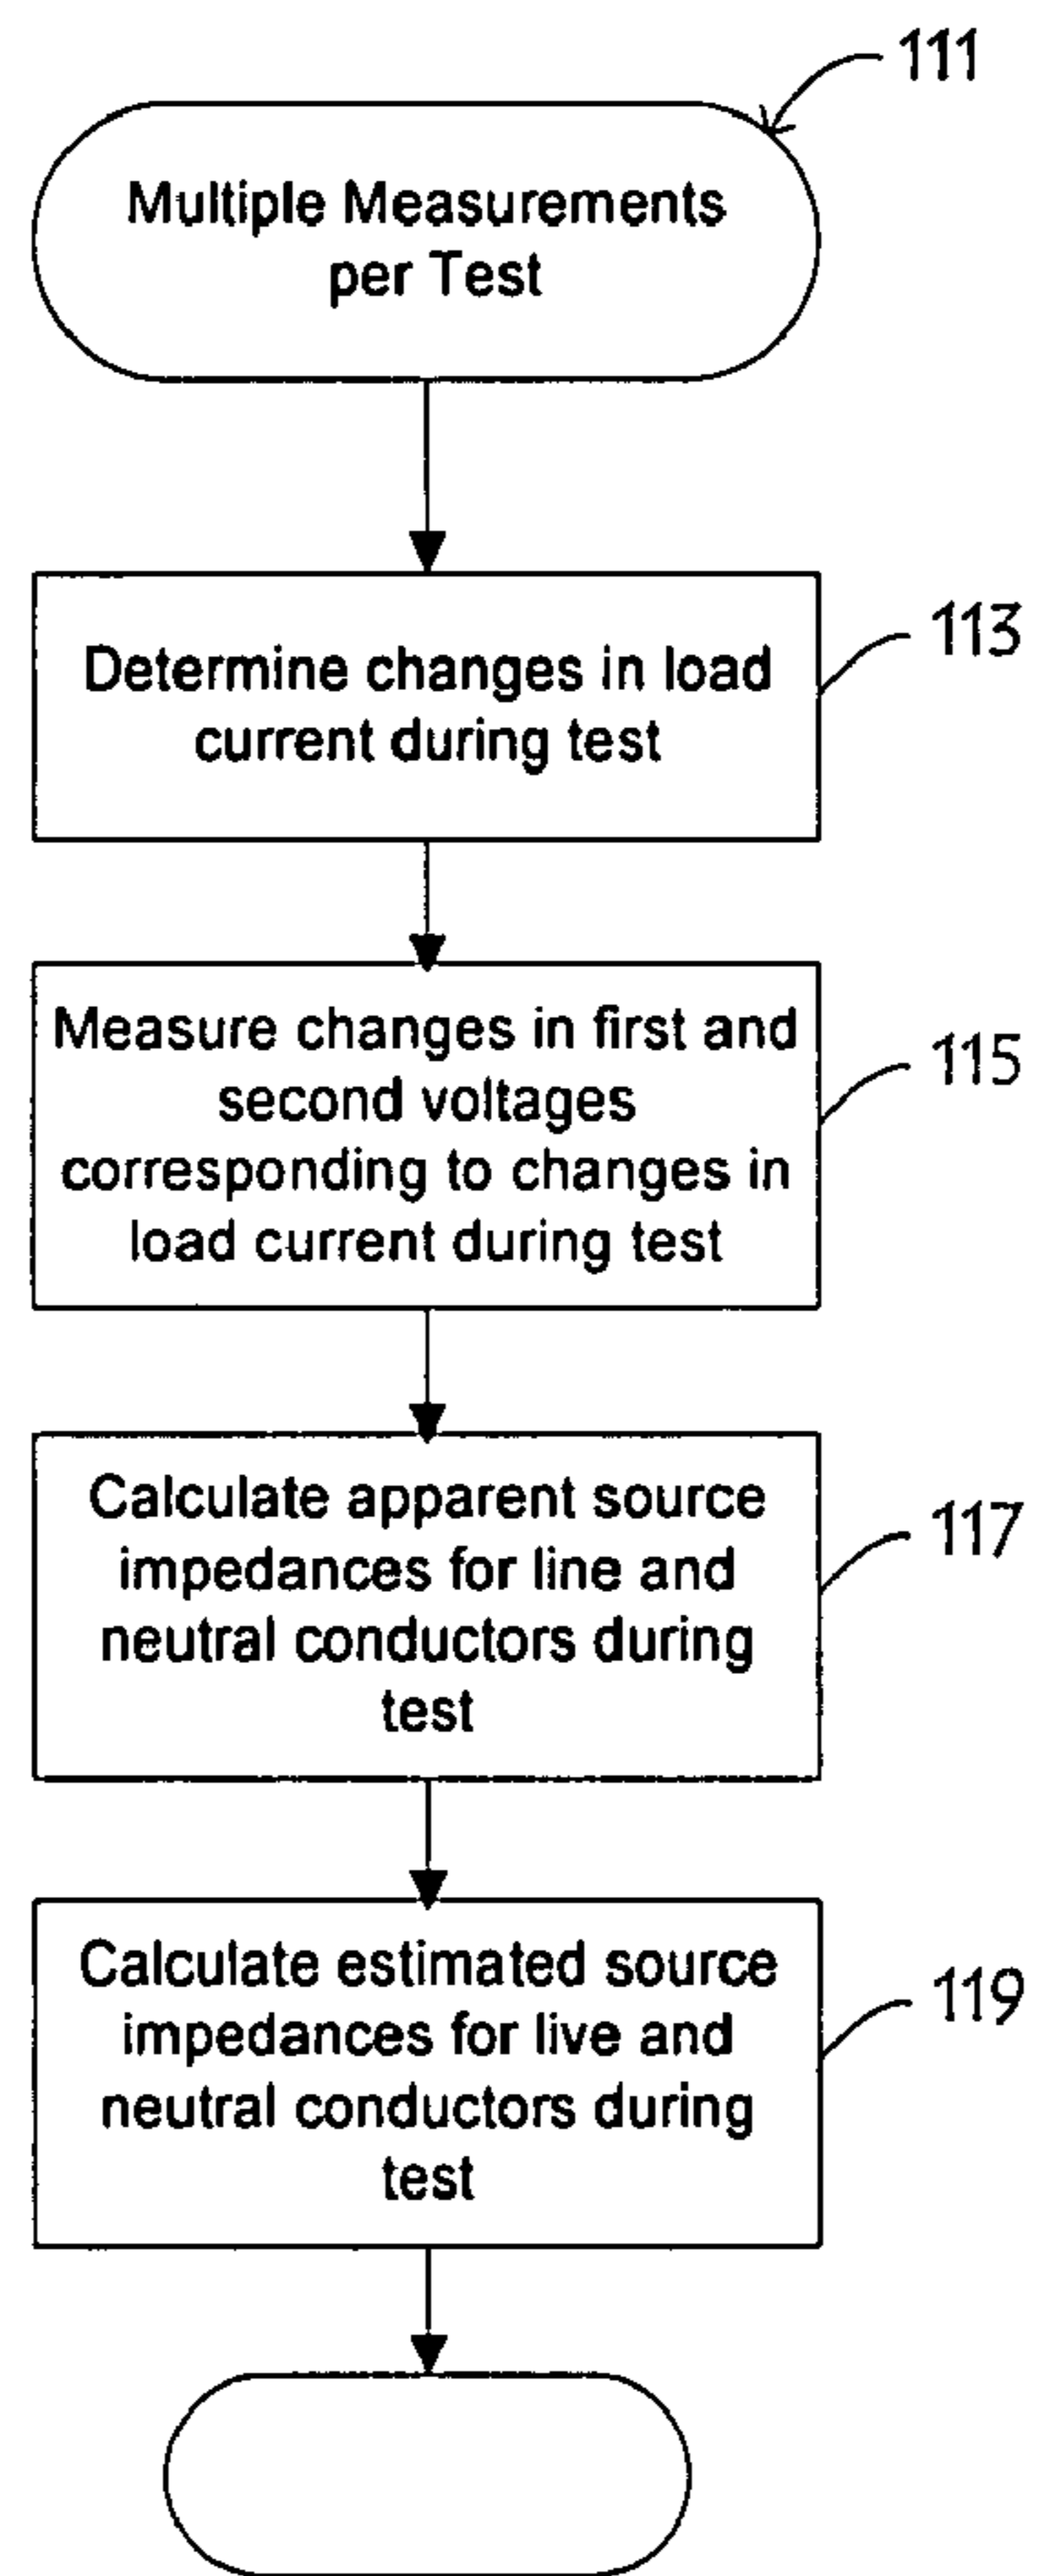 111
Multiple Measurements
per Test
113
Determine changes in load
current during test
Measure changes in first and
115
second voltages
corresponding to changes in
load current during test
Calculate apparent source
117
impedances for line and
neutral conductors during
test
Calculate estimated source
119
impedances for live and
neutral conductors during
test